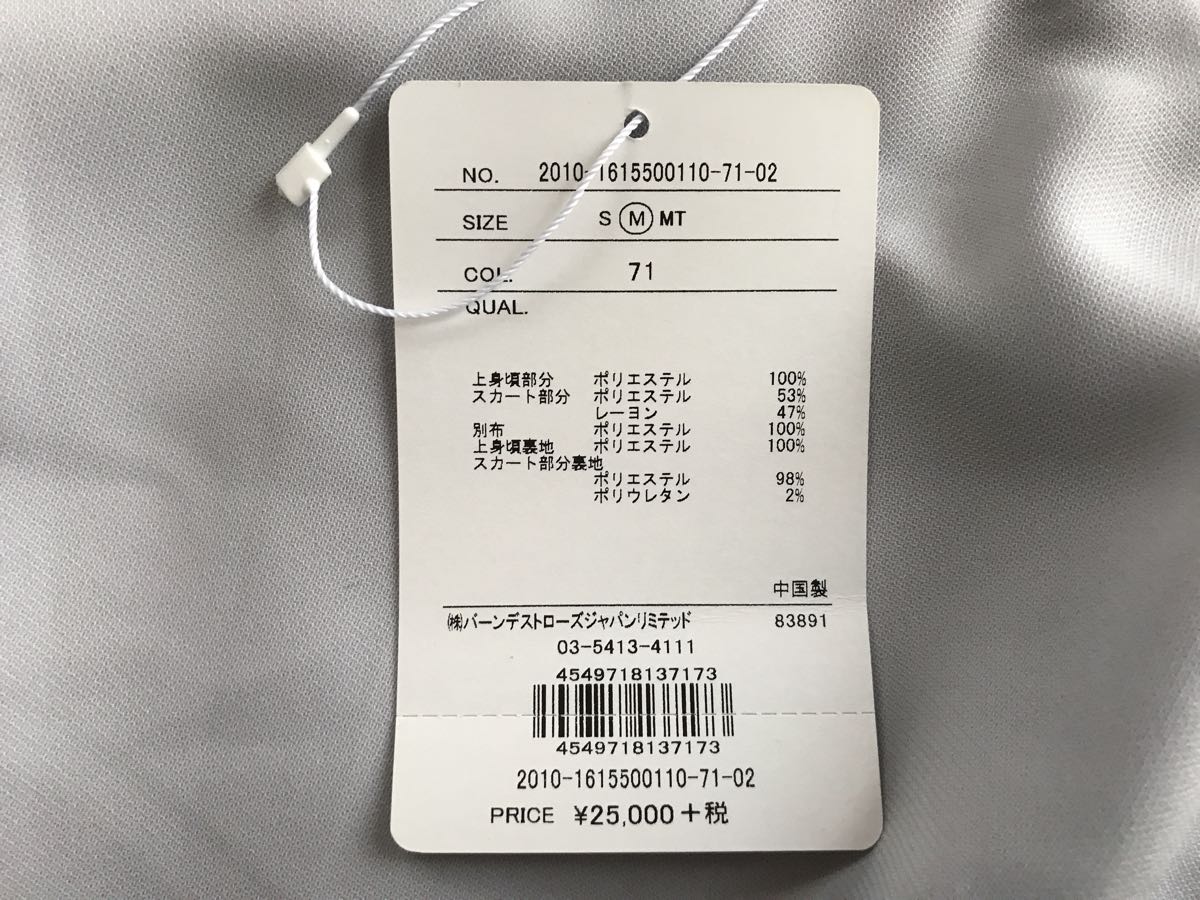 NO. 2010-1615500110-71-02
SIZE S M MT
COL. 71
QUAL.
上身頃部分 ポリエステル 100%
スカート部分 ポリエステル 53%
レーヨン 47%
別布 ポリエステル 100%
上身頃裏地 ポリエステル 100%
スカート部分裏地
ポリエステル 98%
ポリウレタン 2%
中国製
㈱バーンデストローズジャパンリミテッド 83891
03-5413-4111
4549718137173
4549718137173
2010-1615500110-71-02
PRICE ¥25,000+税